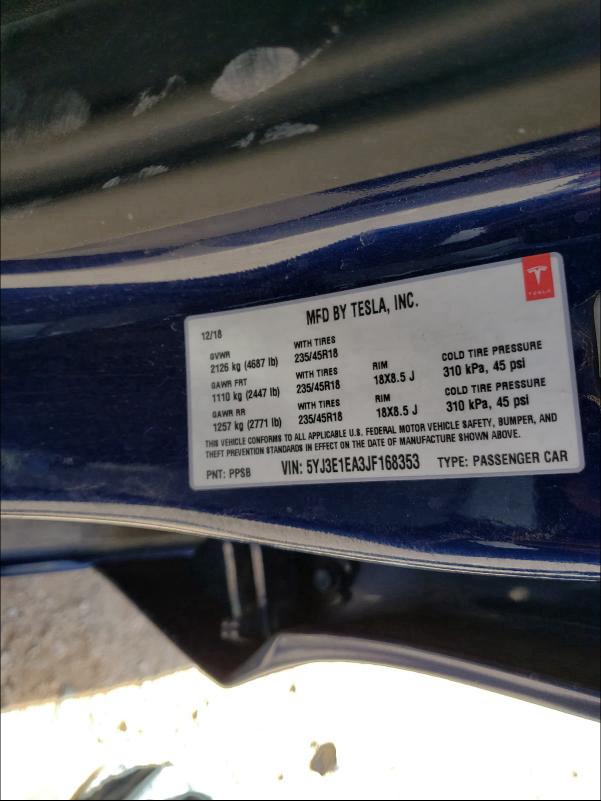 TESLA
MFD BY TESLA, INC.
12/18
GVWR WITH TIRES
2126 kg (4687 lb) 235/45R18
GAWR FRT WITH TIRES RIM COLD TIRE PRESSURE
1110 kg (2447 lb) 235/45R18 18X8.5 J 310 kPa, 45 psi
GAWR RR WITH TIRES RIM COLD TIRE PRESSURE
1257 kg (2771 lb) 235/45R18 18X8.5 J 310 kPa, 45 psi
THIS VEHICLE CONFORMS TO ALL APPLICABLE U.S. FEDERAL MOTOR VEHICLE SAFETY, BUMPER, AND
THEFT PREVENTION STANDARDS IN EFFECT ON THE DATE OF MANUFACTURE SHOWN ABOVE.
PNT: PPSB VIN: 5YJ3E1EA3JF168353 TYPE: PASSENGER CAR